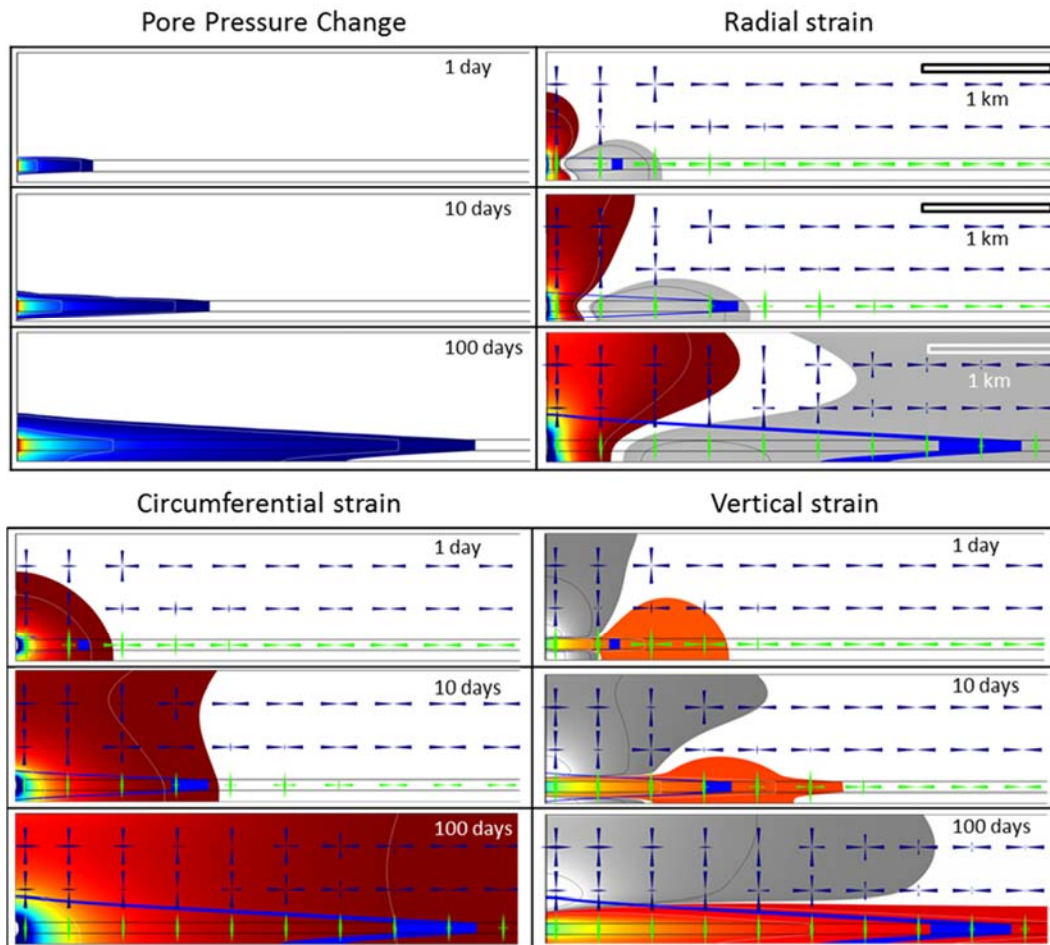 Pore Pressure Change
Radial strain
1 day
1 km
10 days
1 km
100 days
1 km
Circumferential strain
Vertical strain
1 day
1 day
10 days
10 days
100 days
100 days